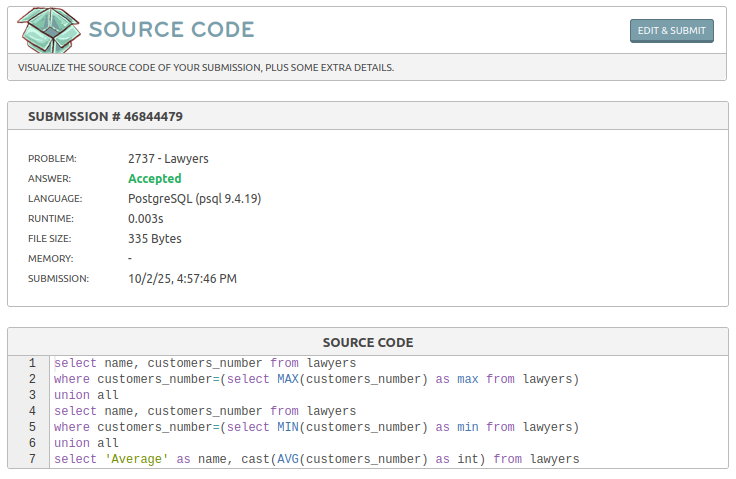 SOURCE CODE
EDIT & SUBMIT
VISUALIZE THE SOURCE CODE OF YOUR SUBMISSION, PLUS SOME EXTRA DETAILS.
SUBMISSION # 46844479
PROBLEM: 2737 - Lawyers
ANSWER: Accepted
LANGUAGE: PostgreSQL (psql 9.4.19)
RUNTIME: 0.003s
FILE SIZE: 335 Bytes
MEMORY: -
SUBMISSION: 10/2/25, 4:57:46 PM
SOURCE CODE
1 select name, customers_number from lawyers
2 where customers_number=(select MAX(customers_number) as max from lawyers)
3 union all
4 select name, customers_number from lawyers
5 where customers_number=(select MIN(customers_number) as min from lawyers)
6 union all
7 select 'Average' as name, cast(AVG(customers_number) as int) from lawyers